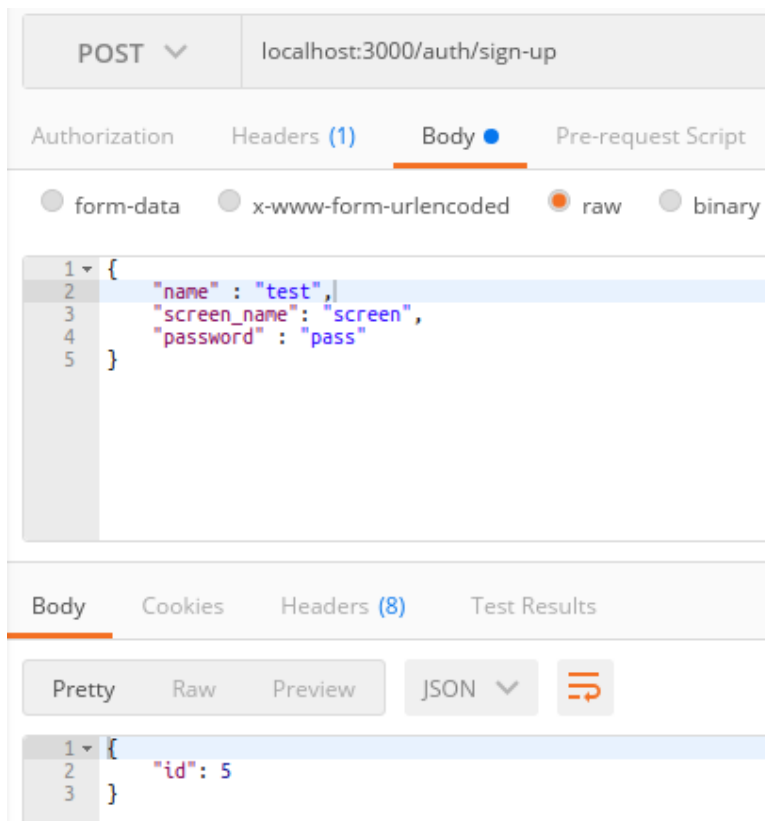 POST localhost:3000/auth/sign-up
Authorization Headers (1) Body Pre-request Script
form-data x-www-form-urlencoded raw binary
1 {
2 "name" : "test",
3 "screen_name": "screen",
4 "password" : "pass"
5 }
Body Cookies Headers (8) Test Results
Pretty Raw Preview JSON
1 {
2 "id": 5
3 }